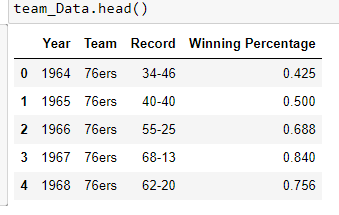 team_Data.head()
Year Team Record Winning Percentage
0 1964 76ers 34-46 0.425
1 1965 76ers 40-40 0.500
2 1966 76ers 55-25 0.688
3 1967 76ers 68-13 0.840
4 1968 76ers 62-20 0.756